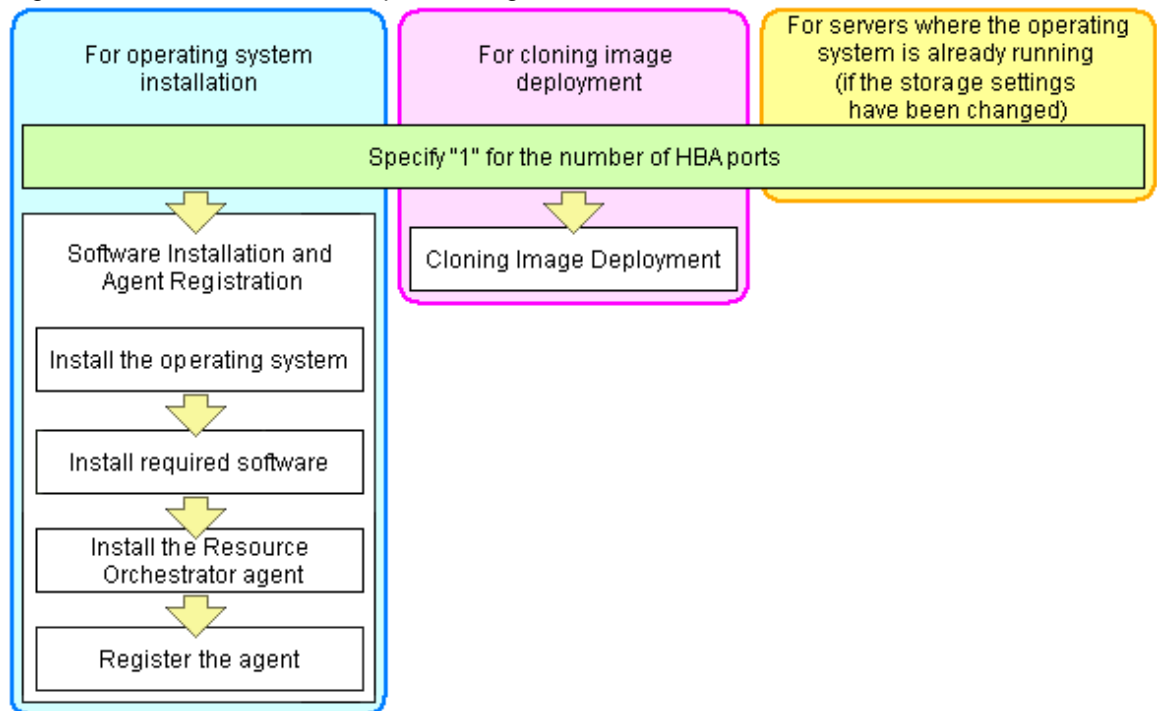 For operating system
installation
For cloning image
deployment
For servers where the operating
system is already running
(if the storage settings
have been changed)
Specify "1" for the number of HBA ports
Software Installation and
Agent Registration
Cloning Image Deployment
Install the operating system
Install required software
Install the Resource
Orchestrator agent
Register the agent